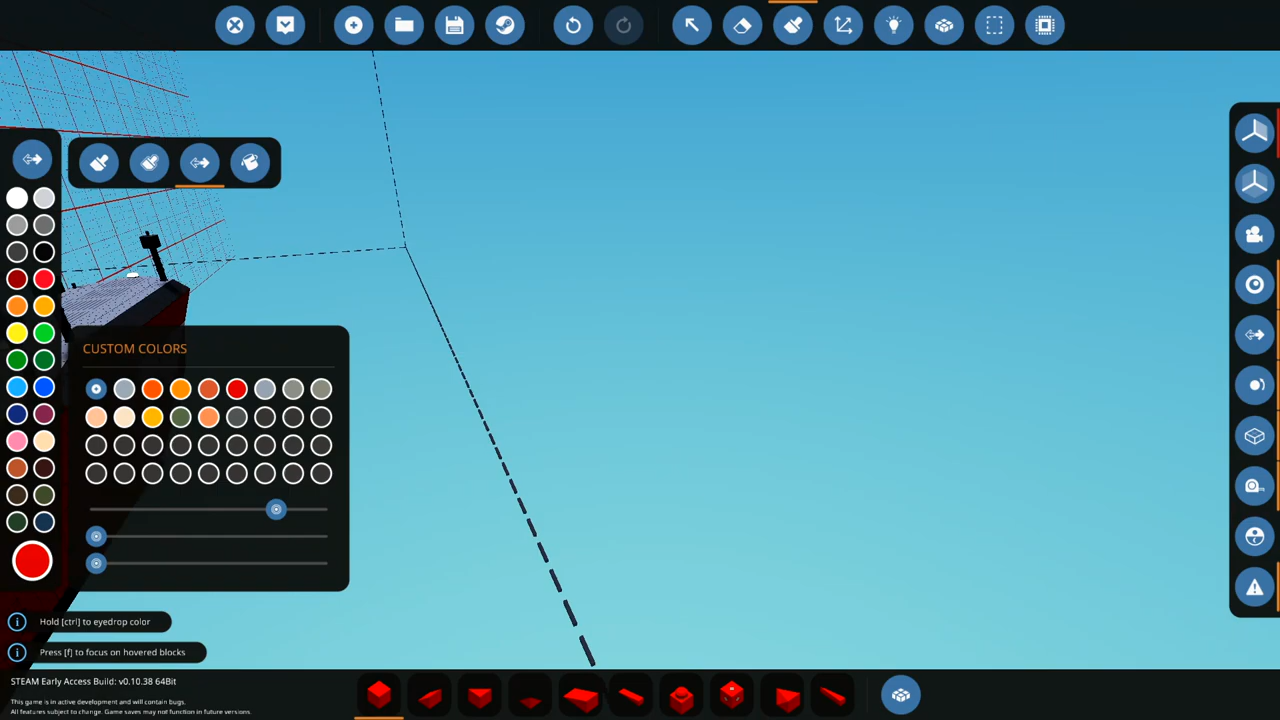 CUSTOM COLORS
Hold [ctrl] to eyedrop color
Press [f] to focus on hovered blocks
STEAM Early Access Build: v0.10.38 64Bit
This game is in active development and will contain bugs.
All features subject to change. Game saves may not function in future versions.